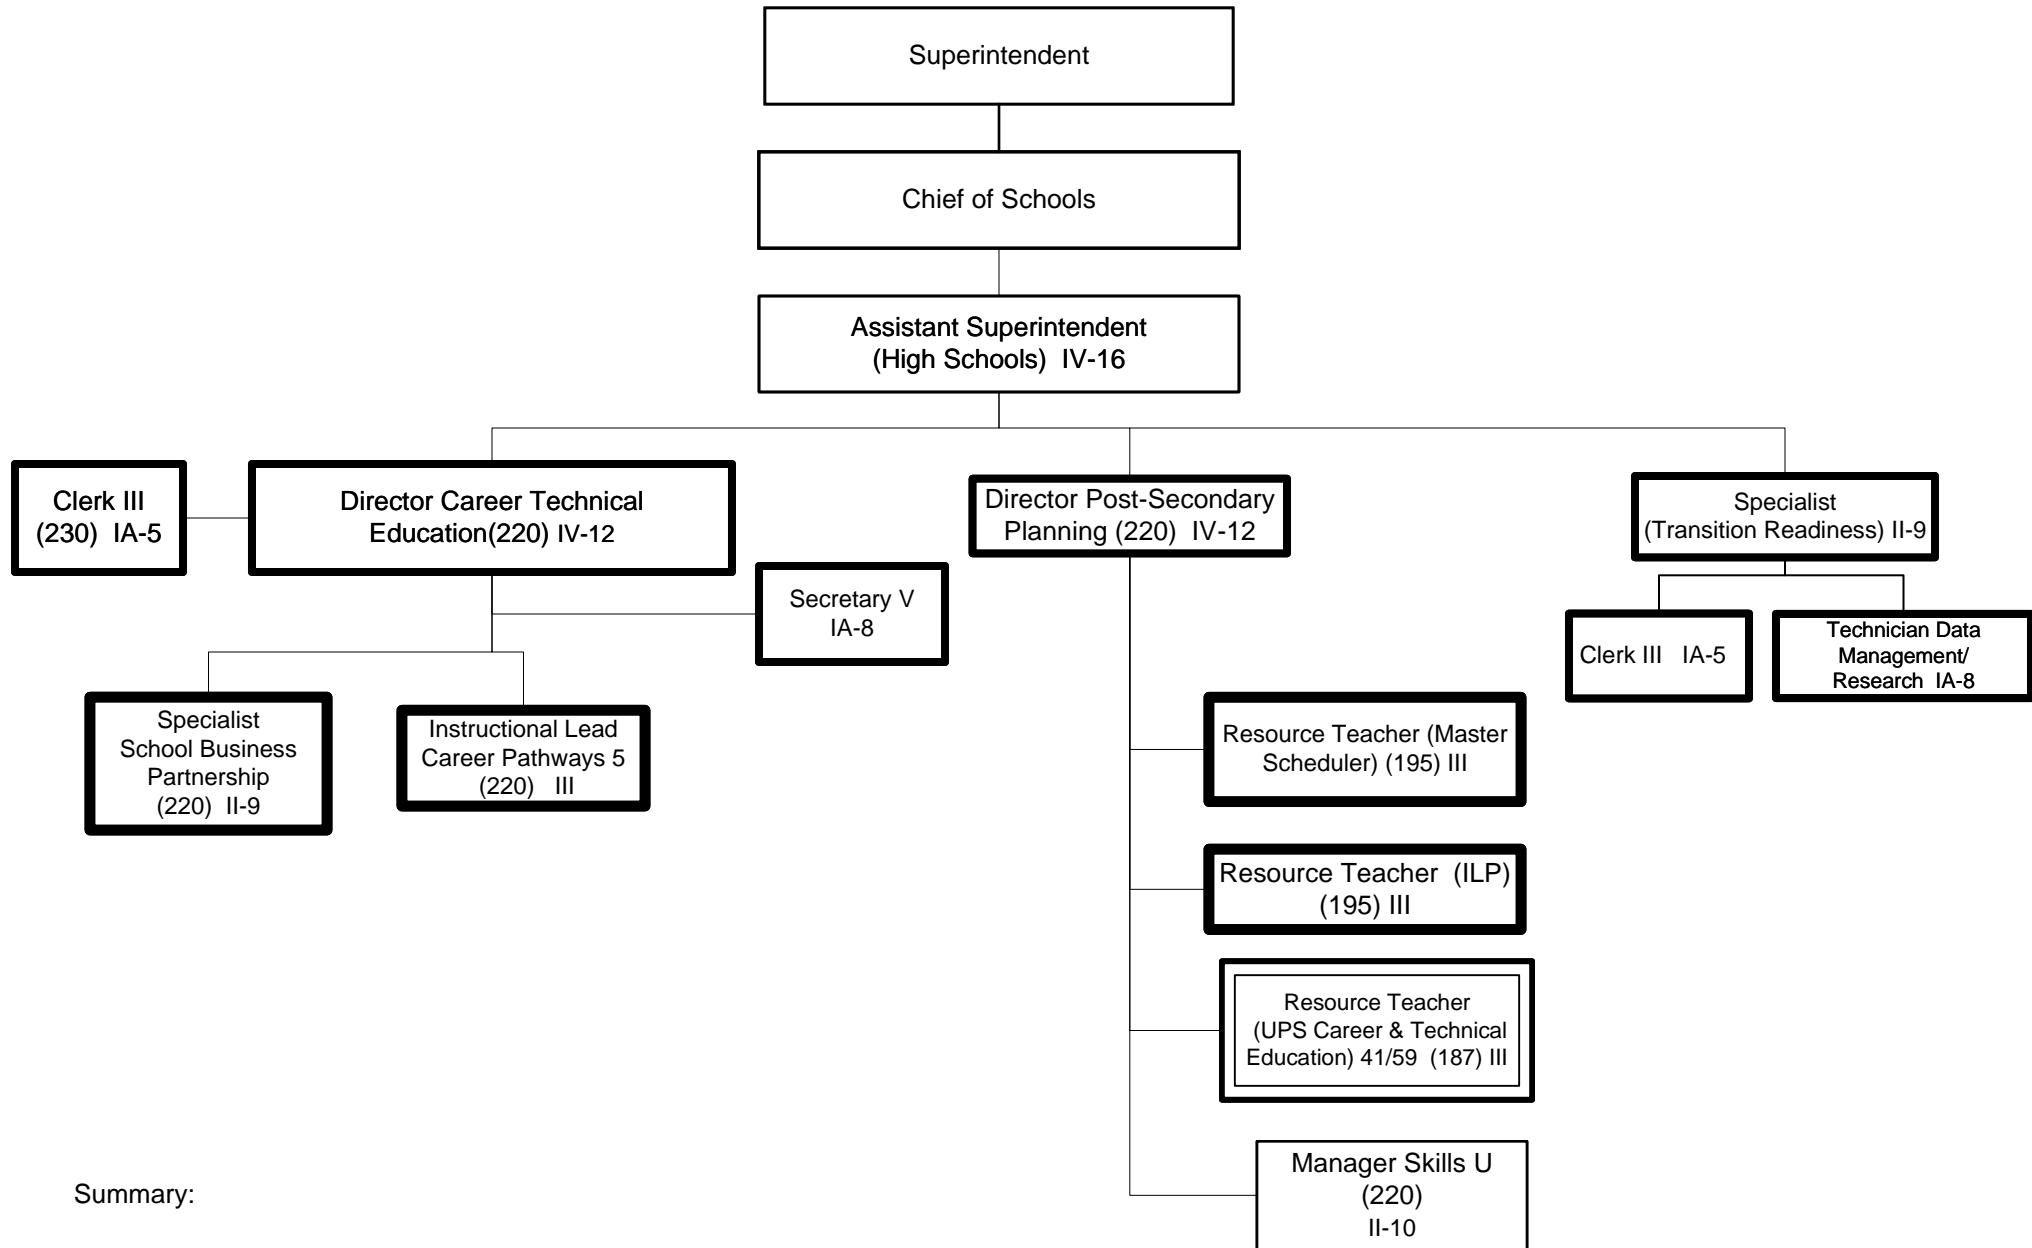 Superintendent
Chief of Schools
Assistant Superintendent
(High Schools)  IV-16
Clerk III
(230)  IA-5
Director Career Technical
Education(220) IV-12
Director Post-Secondary
Planning (220)  IV-12
Specialist
(Transition Readiness) II-9
Secretary V
IA-8
Clerk III   IA-5
Technician Data
Management/
Research  IA-8
Specialist
School Business
Partnership
(220)  II-9
Instructional Lead
Career Pathways 5
(220)   III
Resource Teacher (Master
Scheduler) (195) III
Resource Teacher  (ILP)
(195) III
Resource Teacher
(UPS Career & Technical
Education) 41/59  (187) III
Manager Skills U
(220)
II-10
Summary: